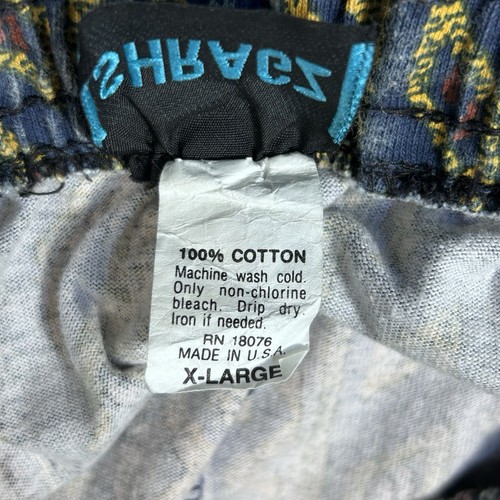 SHRAGZ
100% COTTON
Machine wash cold.
Only non-chlorine
bleach. Drip dry.
Iron if needed.
RN 18076
MADE IN U.S.A.
X-LARGE